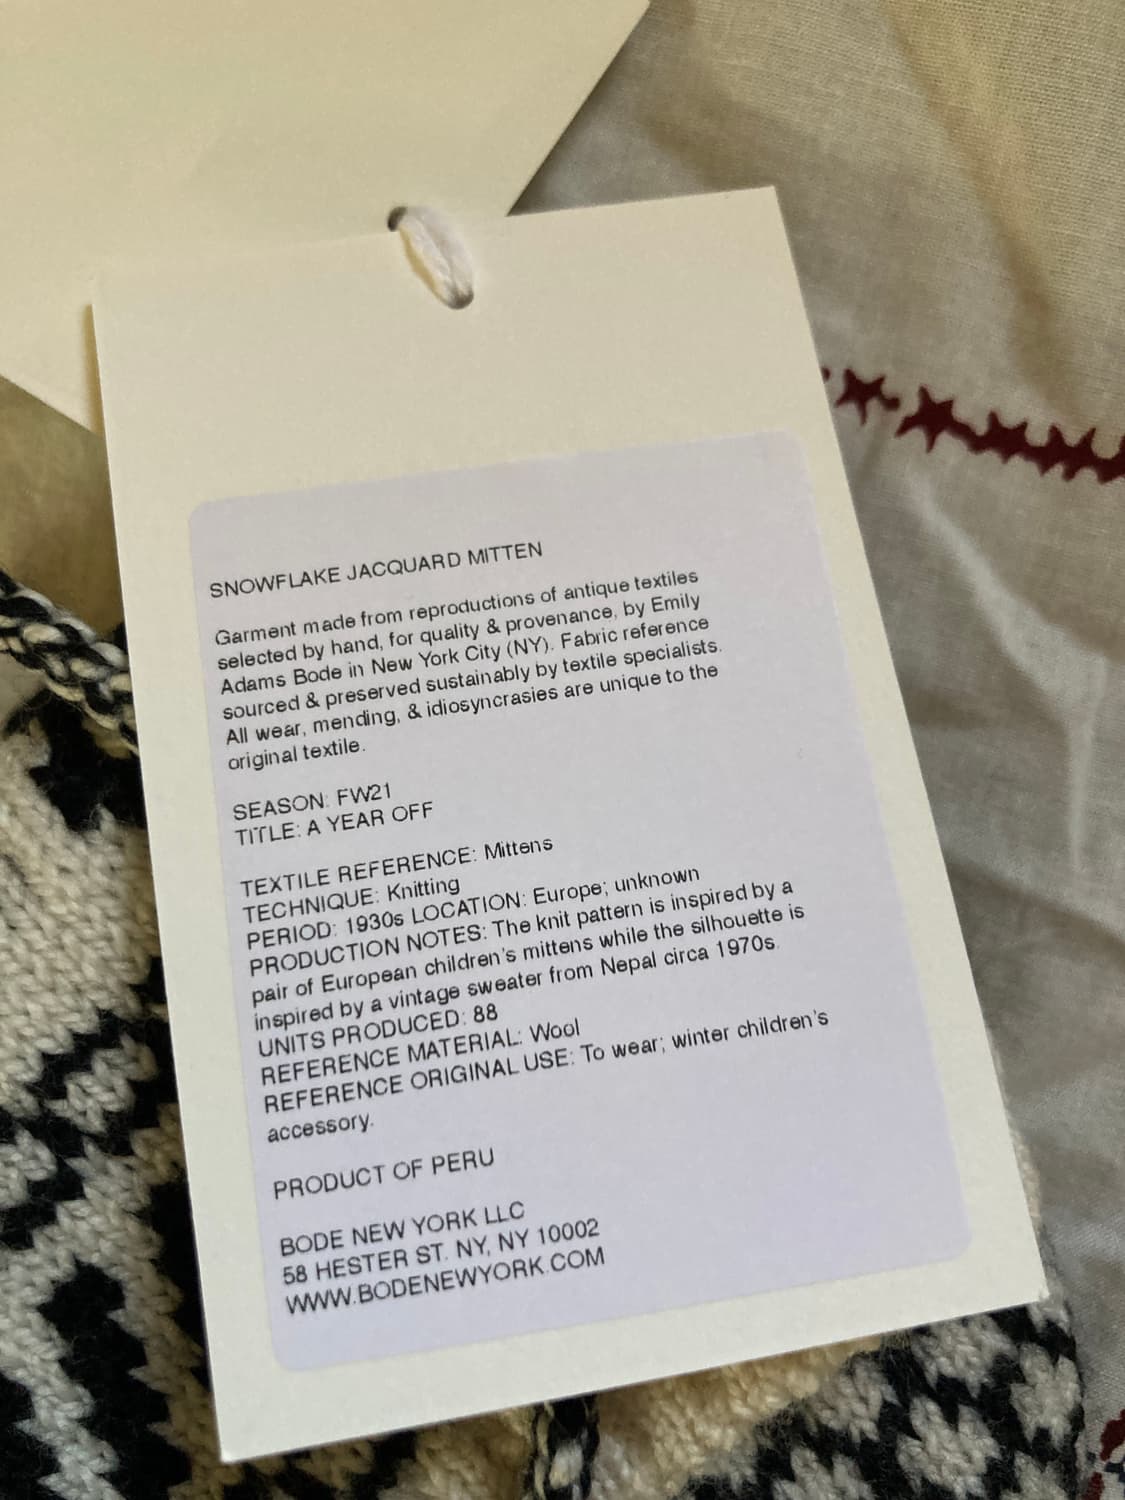 SNOWFLAKE JACQUARD MITTEN
Garment made from reproductions of antique textiles
selected by hand, for quality & provenance, by Emily
Adams Bode in New York City (NY). Fabric reference
sourced & preserved sustainably by textile specialists.
All wear, mending, & idiosyncrasies are unique to the
original textile.
SEASON: FW21
TITLE: A YEAR OFF
TEXTILE REFERENCE: Mittens
TECHNIQUE: Knitting
PERIOD: 1930s LOCATION: Europe; unknown
PRODUCTION NOTES: The knit pattern is inspired by a
pair of European children's mittens while the silhouette is
inspired by a vintage sweater from Nepal circa 1970s.
UNITS PRODUCED: 88
REFERENCE MATERIAL: Wool
REFERENCE ORIGINAL USE: To wear; winter children's
accessory.
PRODUCT OF PERU
BODE NEW YORK LLC
58 HESTER ST. NY, NY 10002
WWW.BODENEWYORK.COM